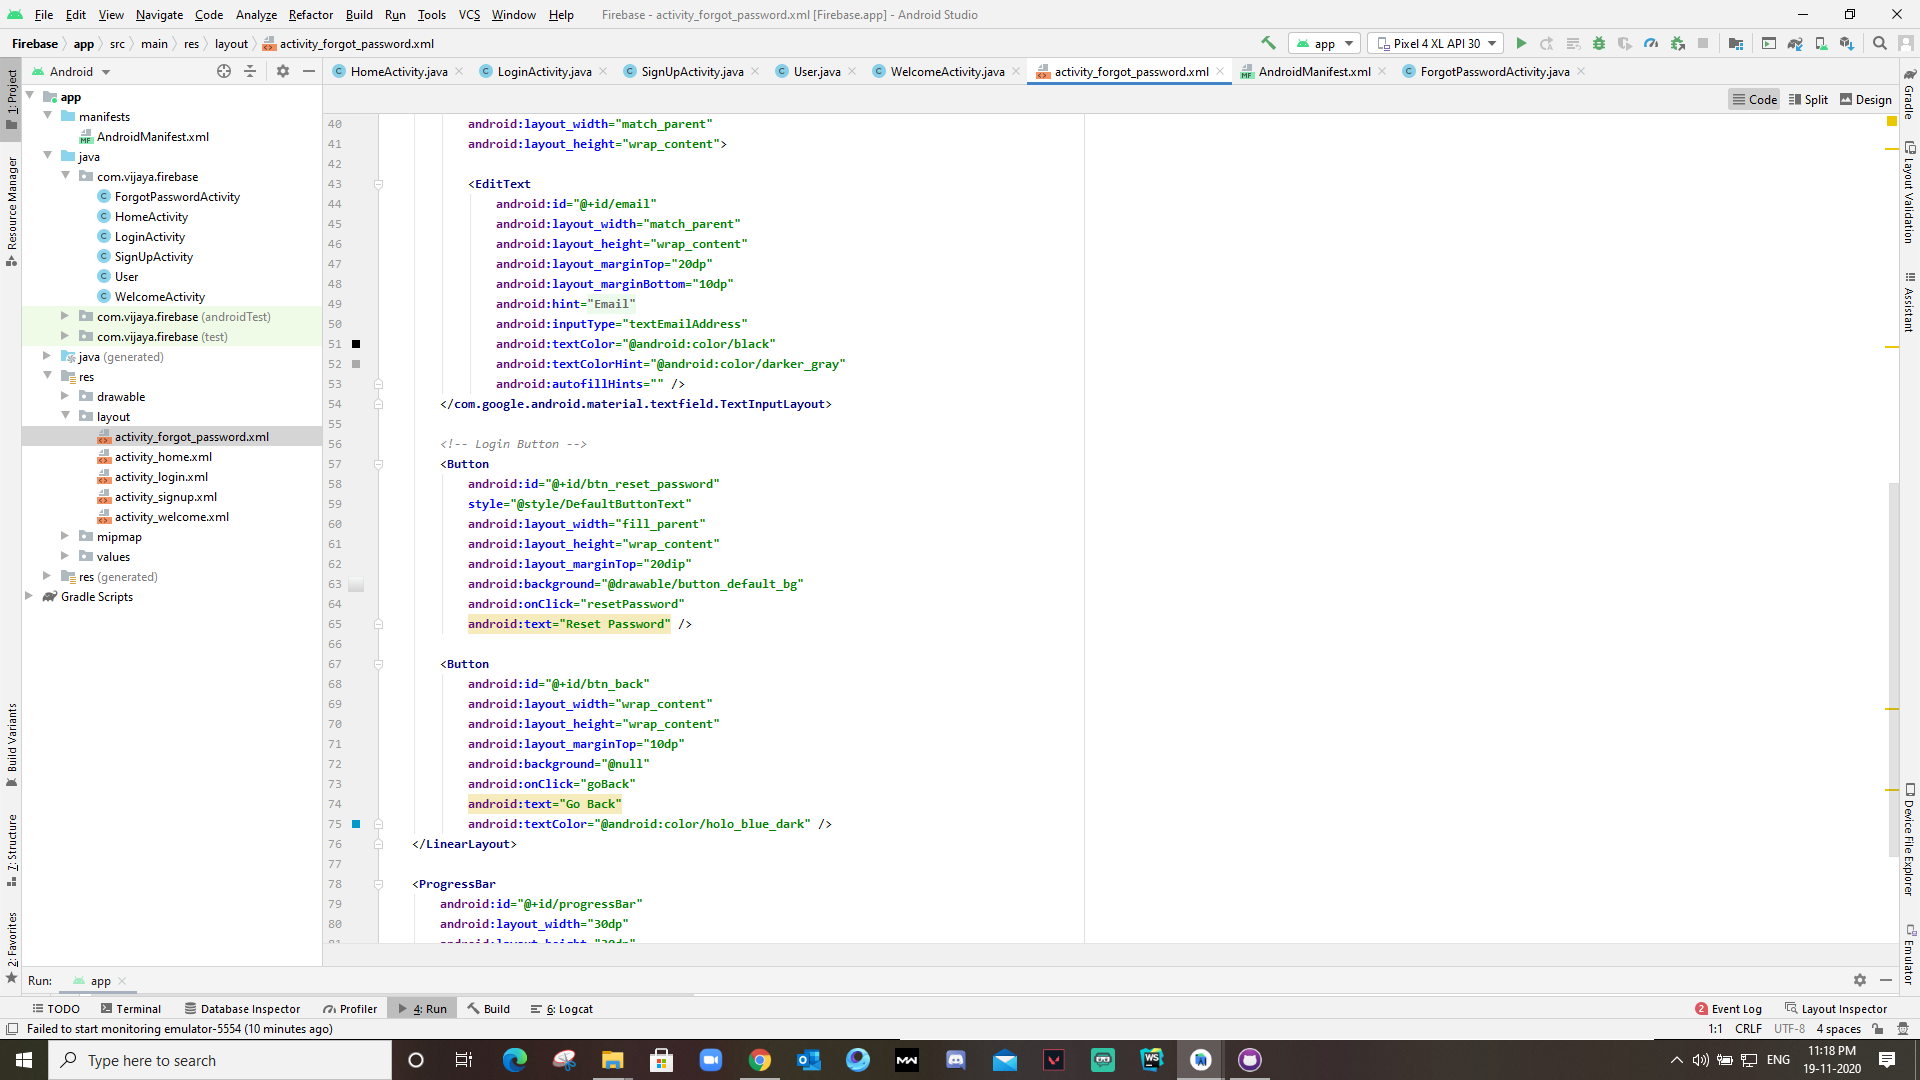 File Edit View Navigate Code Analyze Refactor Build Run Tools VCS Window Help Firebase - activity_forgot_password.xml [Firebase.app] - Android Studio
Firebase app src main res layout activity_forgot_password.xml app Pixel 4 XL API 30
Android HomeActivity.java LoginActivity.java SignUpActivity.java User.java WelcomeActivity.java activity_forgot_password.xml AndroidManifest.xml ForgotPasswordActivity.java
Code Split Design
1: Project
Resource Manager
Build Variants
7: Structure
2: Favorites
app
manifests
AndroidManifest.xml
java
com.vijaya.firebase
ForgotPasswordActivity
HomeActivity
LoginActivity
SignUpActivity
User
WelcomeActivity
com.vijaya.firebase (androidTest)
com.vijaya.firebase (test)
java (generated)
res
drawable
layout
activity_forgot_password.xml
activity_home.xml
activity_login.xml
activity_signup.xml
activity_welcome.xml
mipmap
values
res (generated)
Gradle Scripts
40 android:layout_width="match_parent"
41 android:layout_height="wrap_content">
42
43 <EditText
44 android:id="@+id/email"
45 android:layout_width="match_parent"
46 android:layout_height="wrap_content"
47 android:layout_marginTop="20dp"
48 android:layout_marginBottom="10dp"
49 android:hint="Email"
50 android:inputType="textEmailAddress"
51 android:textColor="@android:color/black"
52 android:textColorHint="@android:color/darker_gray"
53 android:autofillHints="" />
54 </com.google.android.material.textfield.TextInputLayout>
55
56 <!-- Login Button -->
57 <Button
58 android:id="@+id/btn_reset_password"
59 style="@style/DefaultButtonText"
60 android:layout_width="fill_parent"
61 android:layout_height="wrap_content"
62 android:layout_marginTop="20dip"
63 android:background="@drawable/button_default_bg"
64 android:onClick="resetPassword"
65 android:text="Reset Password" />
66
67 <Button
68 android:id="@+id/btn_back"
69 android:layout_width="wrap_content"
70 android:layout_height="wrap_content"
71 android:layout_marginTop="10dp"
72 android:background="@null"
73 android:onClick="goBack"
74 android:text="Go Back"
75 android:textColor="@android:color/holo_blue_dark" />
76 </LinearLayout>
77
78 <ProgressBar
79 android:id="@+id/progressBar"
80 android:layout_width="30dp"
81 android:layout_height="30dp"
Gradle
Layout Validation
Assistant
Device File Explorer
Emulator
Run: app
TODO Terminal Database Inspector Profiler 4: Run Build 6: Logcat 2 Event Log Layout Inspector
Failed to start monitoring emulator-5554 (10 minutes ago) 1:1 CRLF UTF-8 4 spaces
Type here to search ENG 11:18 PM
19-11-2020